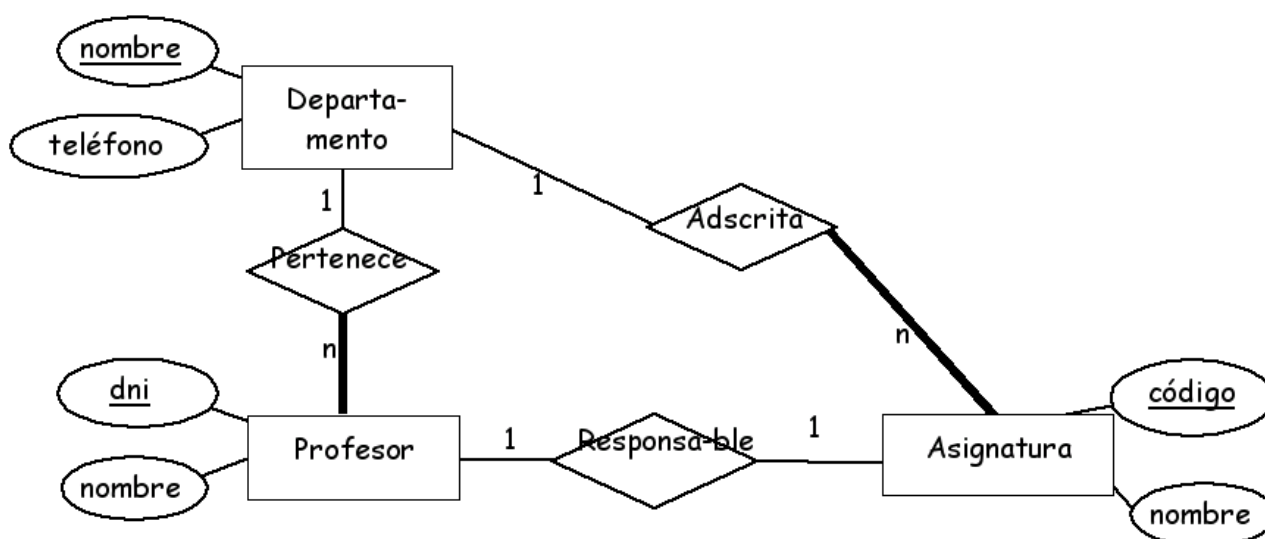 nombre
Departa-
mento
teléfono
1
1
Adscrita
Pertenece
n
n
dni
código
Profesor
1
Responsa-ble
1
Asignatura
nombre
nombre